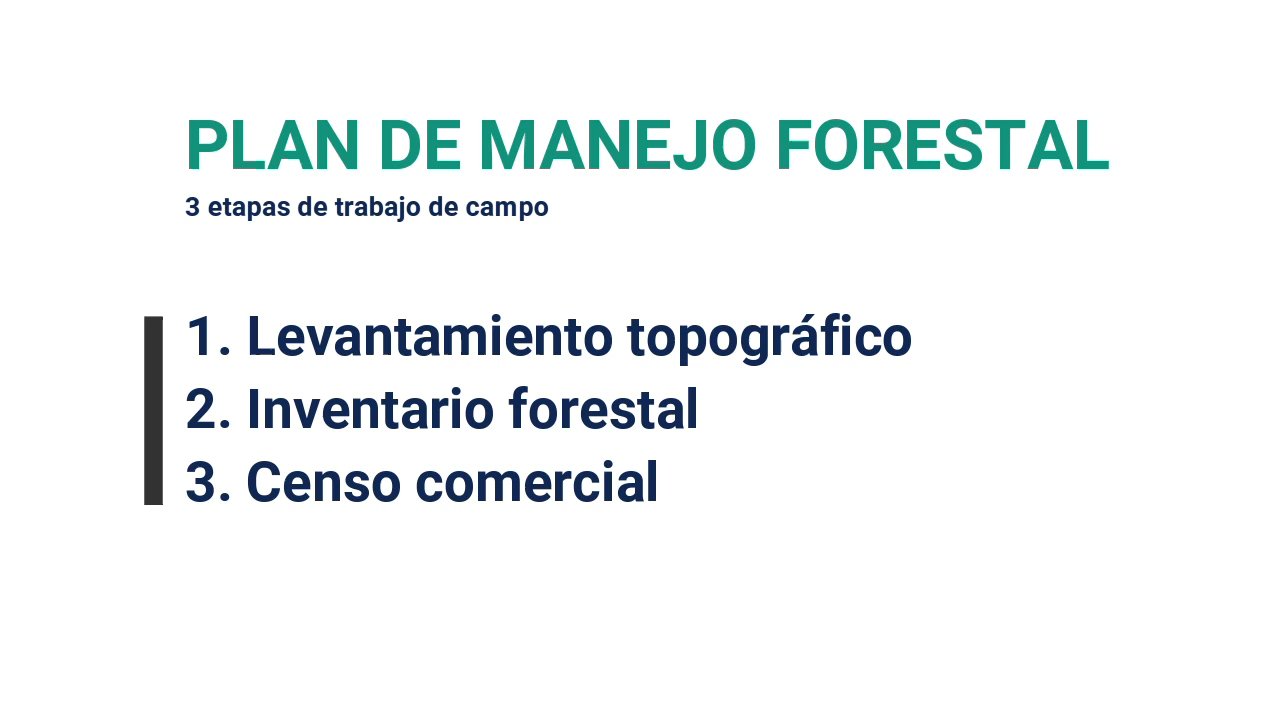 PLAN DE MANEJO FORESTAL
3 etapas de trabajo de campo
1. Levantamiento topográfico
2. Inventario forestal
3. Censo comercial